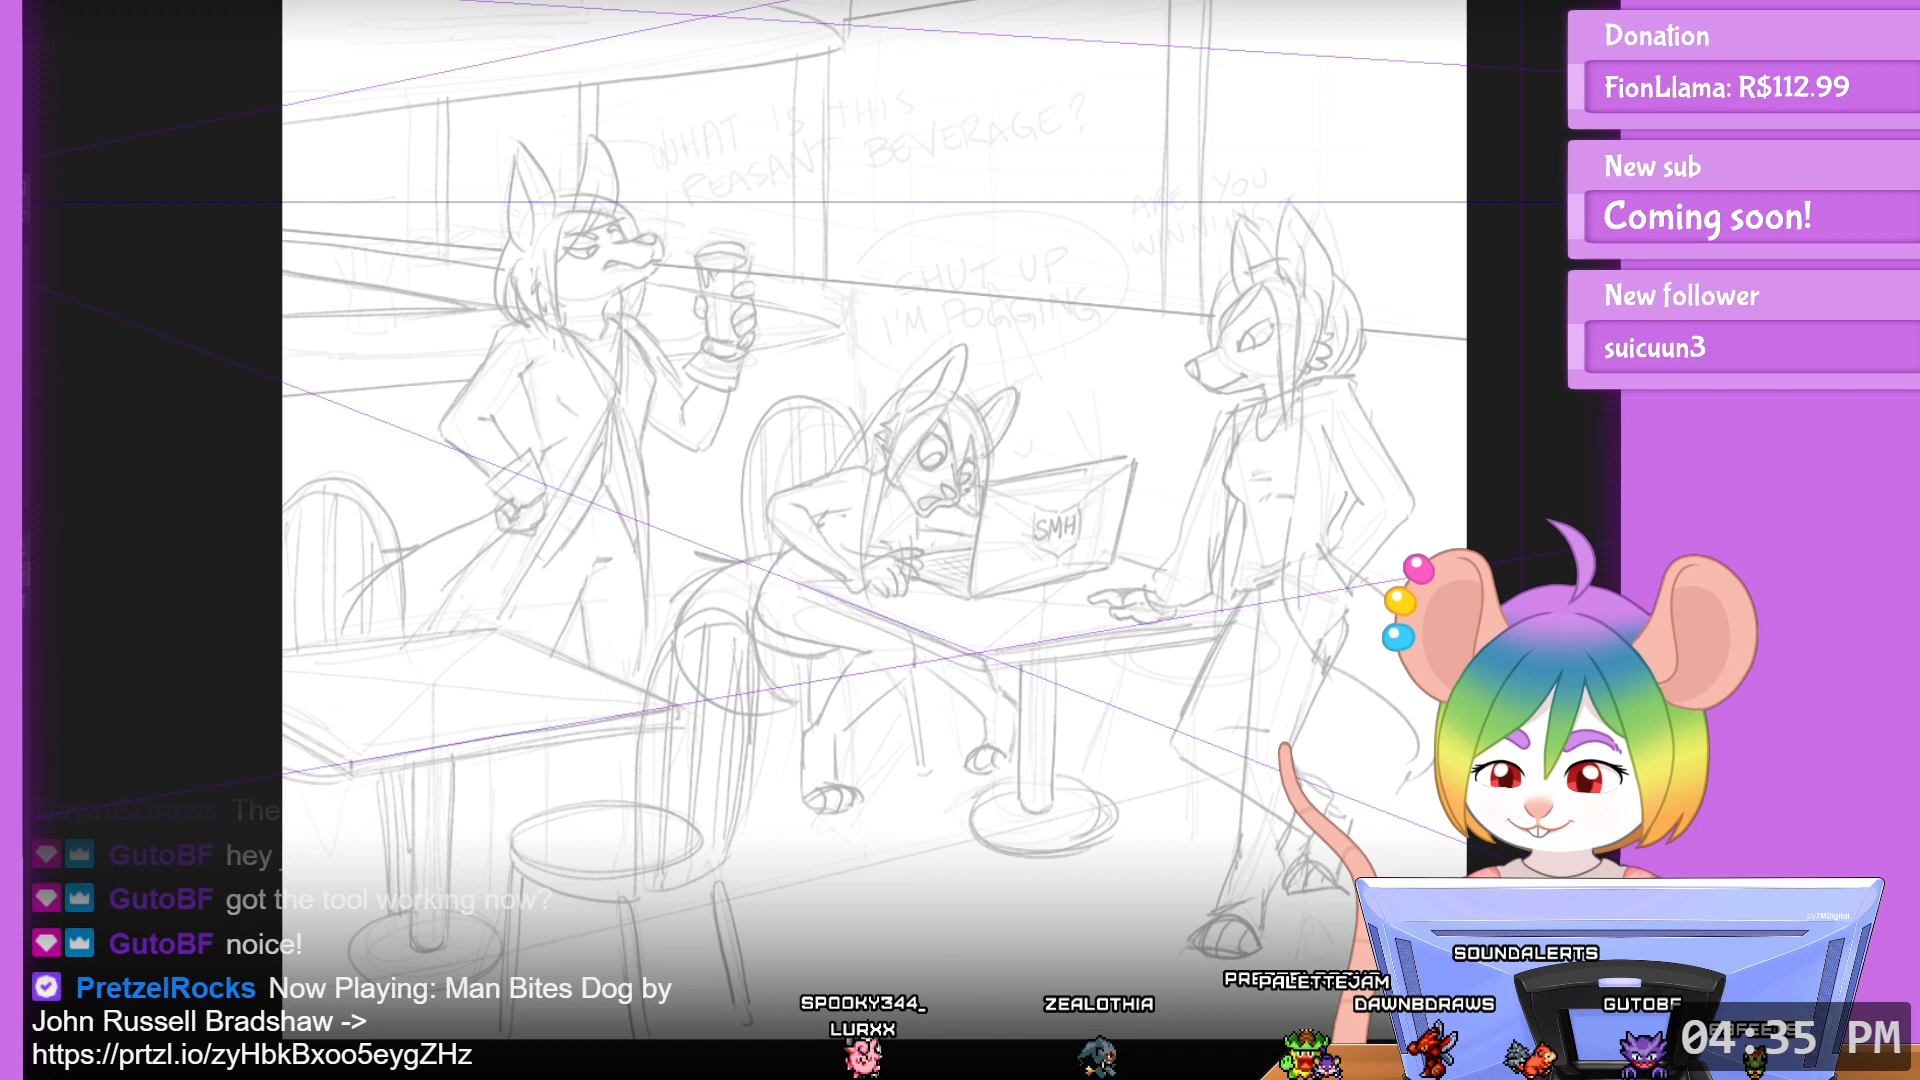 Donation
FionLlama: R$112.99
New sub
Coming soon!
New follower
suicuun3
WHAT IS THIS
PEASANT BEVERAGE?
ARE YOU
WINNING
SHUT UP
I'M POGGING
SMH
DawnBDraws The
GutoBF hey
GutoBF got the tool working now?
GutoBF noice!
PretzelRocks Now Playing: Man Bites Dog by
John Russell Bradshaw ->
https://prtzl.io/zyHbkBxoo5eygZHz
by7MDigital
SOUNDALERTS
PALETTEJAM
SPOOKY344_
ZEALOTHIA
DAWNBDRAWS
GUTOBF
LURXX
04:35 PM